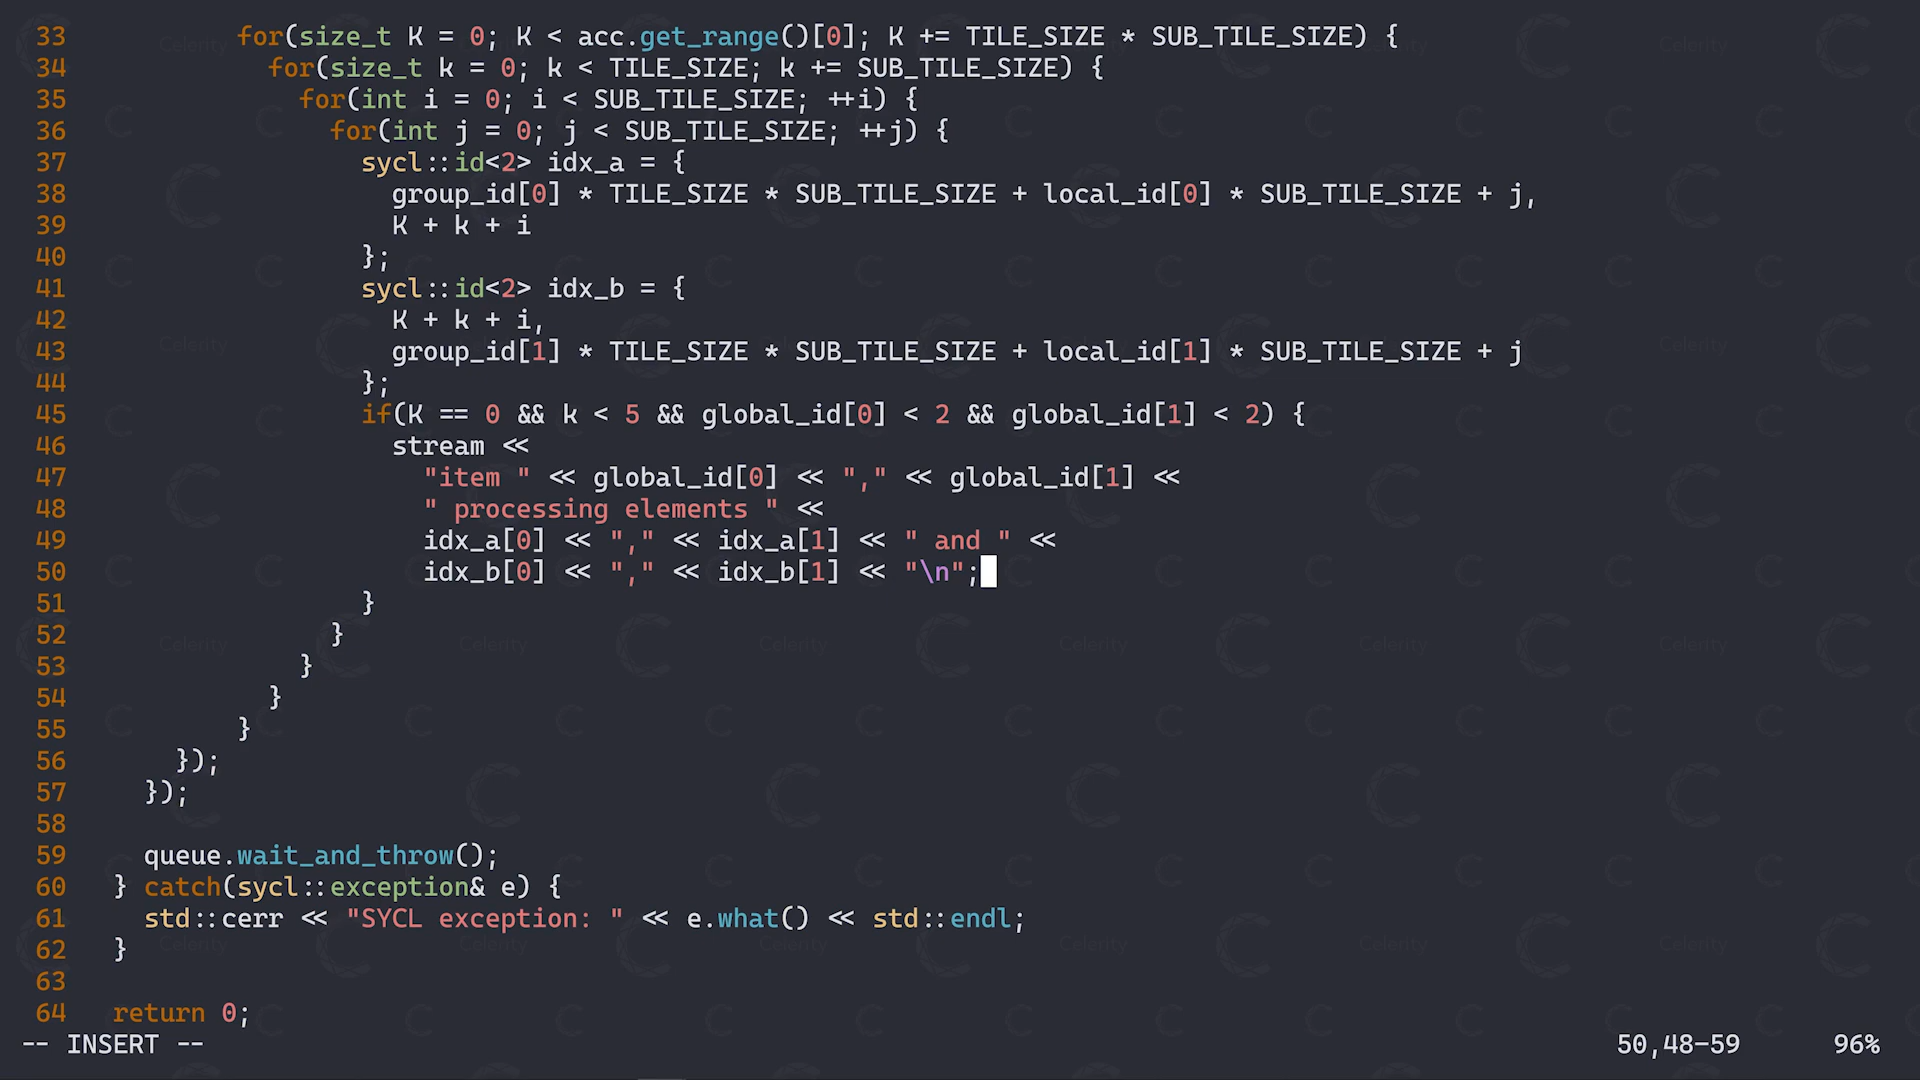 33 for(size_t K = 0; K < acc.get_range()[0]; K += TILE_SIZE * SUB_TILE_SIZE) {
34 for(size_t k = 0; k < TILE_SIZE; k += SUB_TILE_SIZE) {
35 for(int i = 0; i < SUB_TILE_SIZE; ++i) {
36 for(int j = 0; j < SUB_TILE_SIZE; ++j) {
37 sycl::id<2> idx_a = {
38 group_id[0] * TILE_SIZE * SUB_TILE_SIZE + local_id[0] * SUB_TILE_SIZE + j,
39 K + k + i
40 };
41 sycl::id<2> idx_b = {
42 K + k + i,
43 group_id[1] * TILE_SIZE * SUB_TILE_SIZE + local_id[1] * SUB_TILE_SIZE + j
44 };
45 if(K == 0 && k < 5 && global_id[0] < 2 && global_id[1] < 2) {
46 stream <<
47 "item " << global_id[0] << "," << global_id[1] <<
48 " processing elements " <<
49 idx_a[0] << "," << idx_a[1] << " and " <<
50 idx_b[0] << "," << idx_b[1] << "\n";
51 }
52 }
53 }
54 }
55 }
56 });
57 });
58
59 queue.wait_and_throw();
60 } catch(sycl::exception& e) {
61 std::cerr << "SYCL exception: " << e.what() << std::endl;
62 }
63
64 return 0;
-- INSERT -- 50,48-59 96%